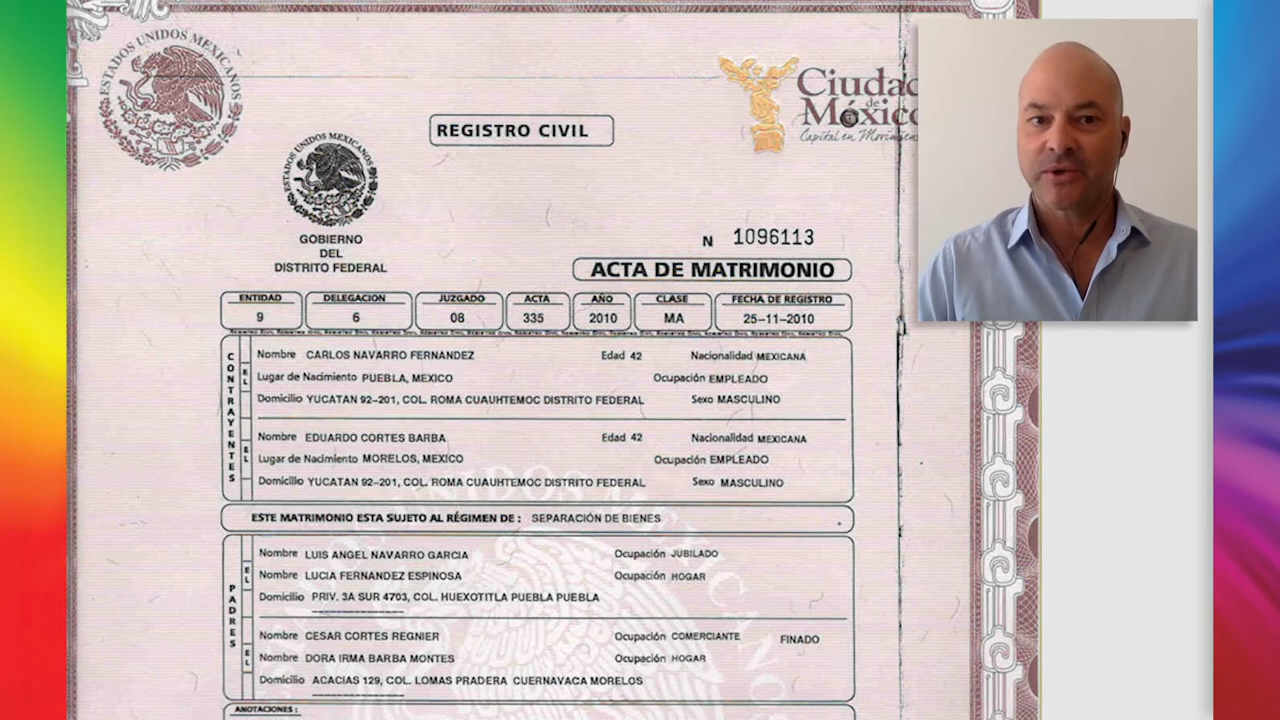 ESTADOS UNIDOS MEXICANOS
Ciudad
de
México
Capital en Movimien
REGISTRO CIVIL
ESTADOS UNIDOS MEXICANOS
GOBIERNO
DEL
DISTRITO FEDERAL
N 1096113
ACTA DE MATRIMONIO
ENTIDAD DELEGACION JUZGADO ACTA AÑO CLASE FECHA DE REGISTRO
9 6 08 335 2010 MA 25-11-2010
CONTRAYENTES
EL
Nombre CARLOS NAVARRO FERNANDEZ Edad 42 Nacionalidad MEXICANA
Lugar de Nacimiento PUEBLA, MEXICO Ocupación EMPLEADO
Domicilio YUCATAN 92-201, COL. ROMA CUAUHTEMOC DISTRITO FEDERAL Sexo MASCULINO
EL
Nombre EDUARDO CORTES BARBA Edad 42 Nacionalidad MEXICANA
Lugar de Nacimiento MORELOS, MEXICO Ocupación EMPLEADO
Domicilio YUCATAN 92-201, COL. ROMA CUAUHTEMOC DISTRITO FEDERAL Sexo MASCULINO
ESTE MATRIMONIO ESTA SUJETO AL RÉGIMEN DE : SEPARACIÓN DE BIENES
PADRES
EL
Nombre LUIS ANGEL NAVARRO GARCIA Ocupación JUBILADO
Nombre LUCIA FERNANDEZ ESPINOSA Ocupación HOGAR
Domicilio PRIV. 3A SUR 4703, COL. HUEXOTITLA PUEBLA PUEBLA
EL
Nombre CESAR CORTES REGNIER Ocupación COMERCIANTE FINADO
Nombre DORA IRMA BARBA MONTES Ocupación HOGAR
Domicilio ACACIAS 129, COL. LOMAS PRADERA CUERNAVACA MORELOS
ANOTACIONES :